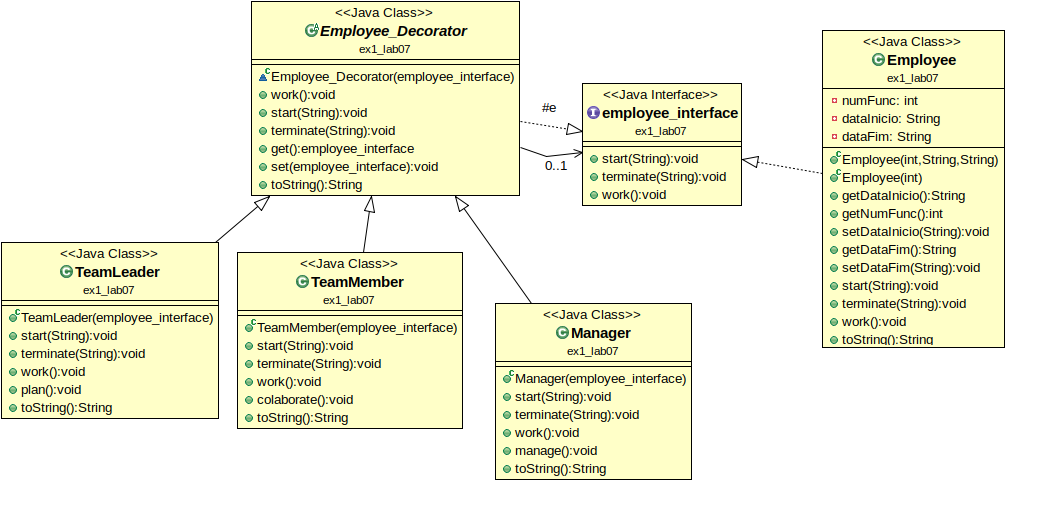 <<Java Class>>
Employee_Decorator
ex1_lab07
Employee_Decorator(employee_interface)
work():void
start(String):void
terminate(String):void
get():employee_interface
set(employee_interface):void
toString():String
#e
0..1
<<Java Interface>>
employee_interface
ex1_lab07
start(String):void
terminate(String):void
work():void
<<Java Class>>
Employee
ex1_lab07
numFunc: int
dataInicio: String
dataFim: String
Employee(int,String,String)
Employee(int)
getDataInicio():String
getNumFunc():int
setDataInicio(String):void
getDataFim():String
setDataFim(String):void
start(String):void
terminate(String):void
work():void
toString():String
<<Java Class>>
TeamLeader
ex1_lab07
TeamLeader(employee_interface)
start(String):void
terminate(String):void
work():void
plan():void
toString():String
<<Java Class>>
TeamMember
ex1_lab07
TeamMember(employee_interface)
start(String):void
terminate(String):void
work():void
colaborate():void
toString():String
<<Java Class>>
Manager
ex1_lab07
Manager(employee_interface)
start(String):void
terminate(String):void
work():void
manage():void
toString():String